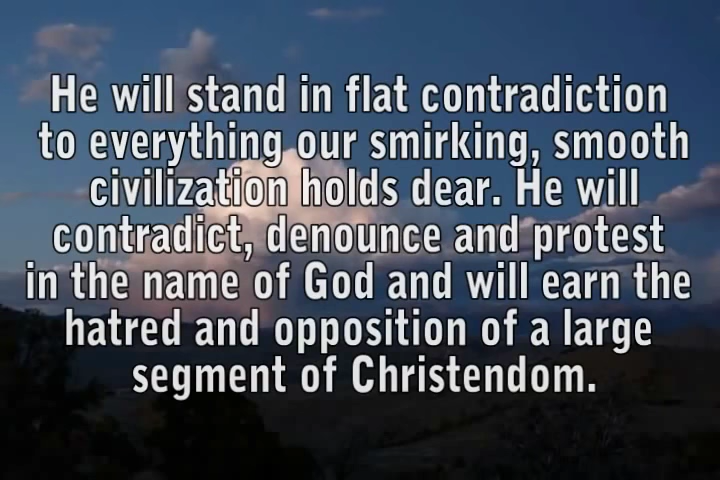 He will stand in flat contradiction
to everything our smirking, smooth
civilization holds dear. He will
contradict, denounce and protest
in the name of God and will earn the
hatred and opposition of a large
segment of Christendom.